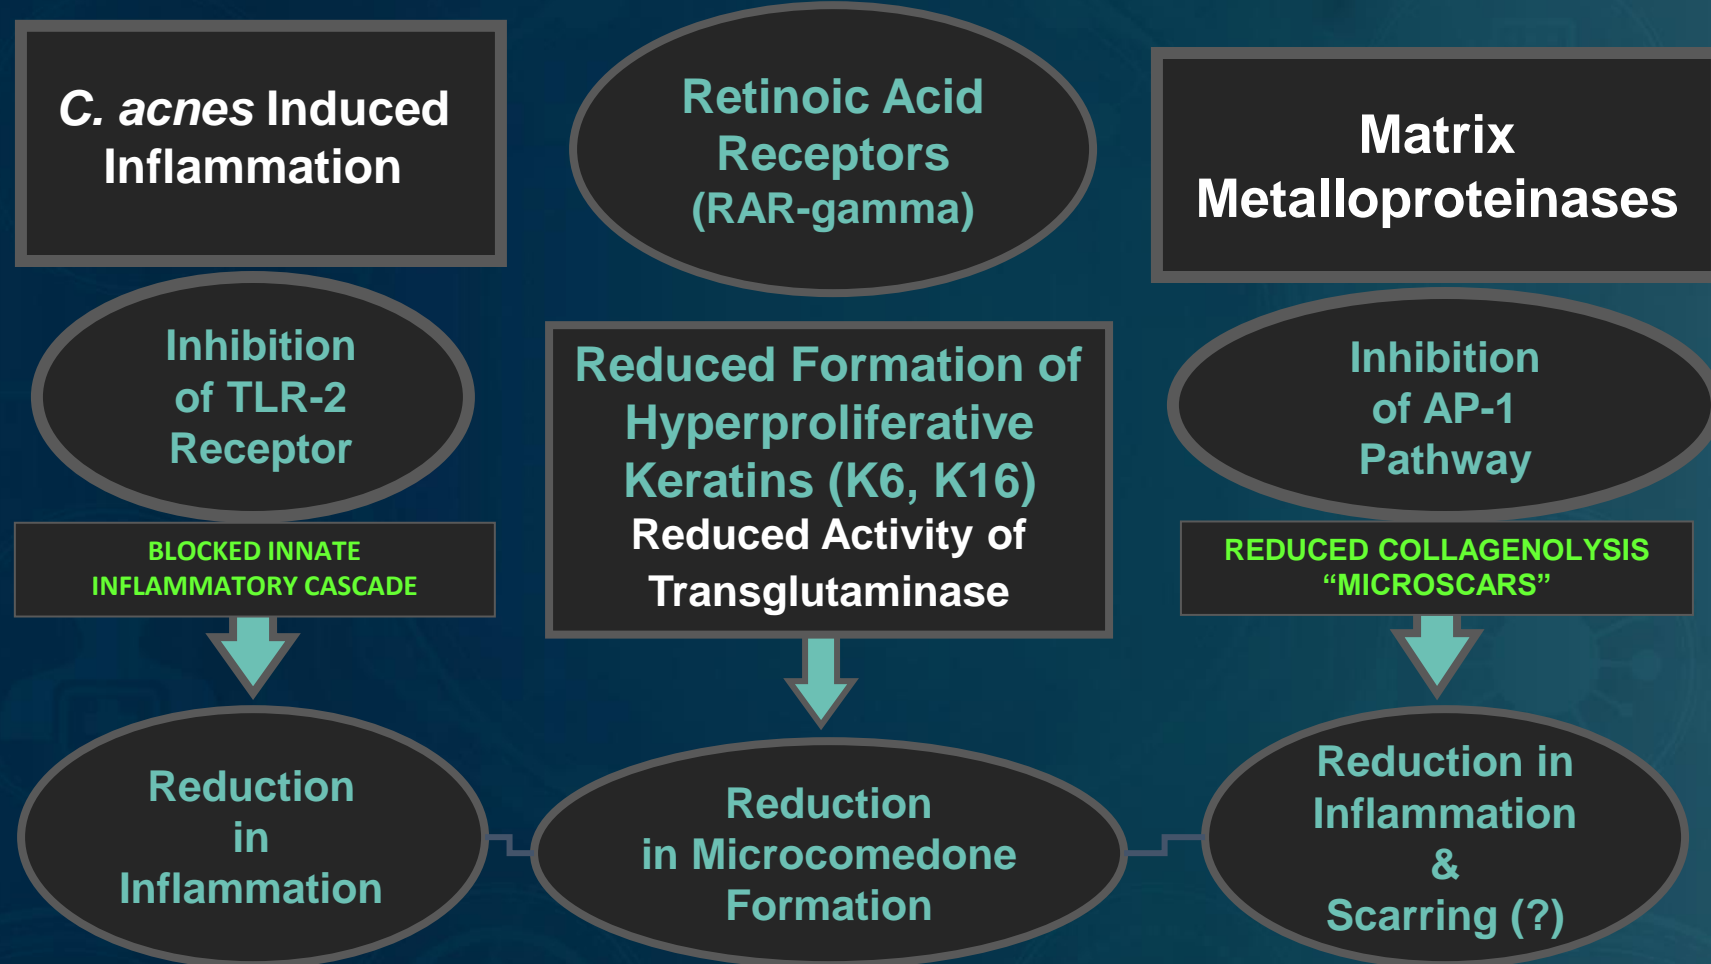 C. acnes Induced
Inflammation
Inhibition
of TLR-2
Receptor
BLOCKED INNATE
INFLAMMATORY CASCADE
Reduction
in
Inflammation
Retinoic Acid
Receptors
(RAR-gamma)
Reduced Formation of
Hyperproliferative
Keratins (K6, K16)
Reduced Activity of
Transglutaminase
Reduction
in Microcomedone
Formation
Matrix
Metalloproteinases
Inhibition
of AP-1
Pathway
REDUCED COLLAGENOLYSIS
“MICROSCARS”
Reduction in
Inflammation
&
Scarring (?)